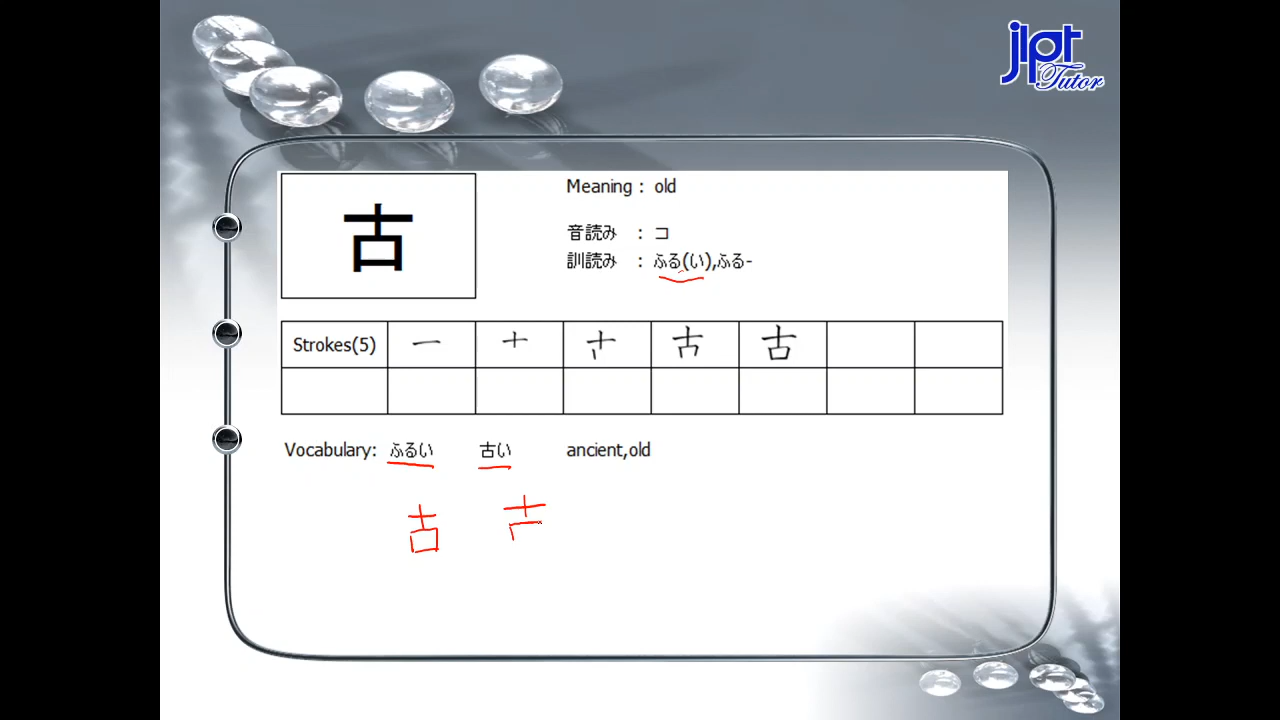 jlpt
Tutor
古
Meaning : old
音読み : コ
訓読み : ふる(い),ふる-
Strokes(5) 一 十 古 古
Vocabulary: ふるい 古い ancient,old
古